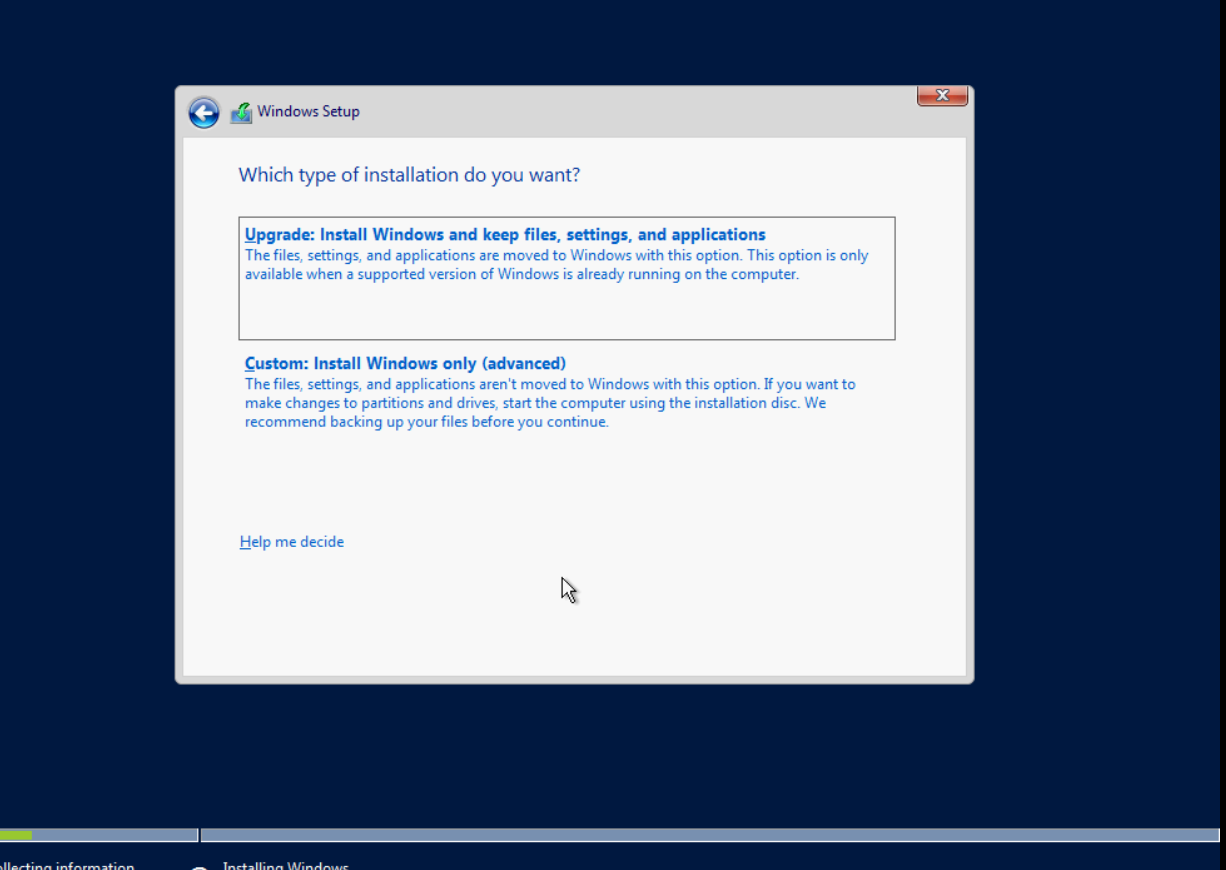 Windows Setup
Which type of installation do you want?
Upgrade: Install Windows and keep files, settings, and applications
The files, settings, and applications are moved to Windows with this option. This option is only
available when a supported version of Windows is already running on the computer.
Custom: Install Windows only (advanced)
The files, settings, and applications aren't moved to Windows with this option. If you want to
make changes to partitions and drives, start the computer using the installation disc. We
recommend backing up your files before you continue.
Help me decide
ollecting information
Installing Windows